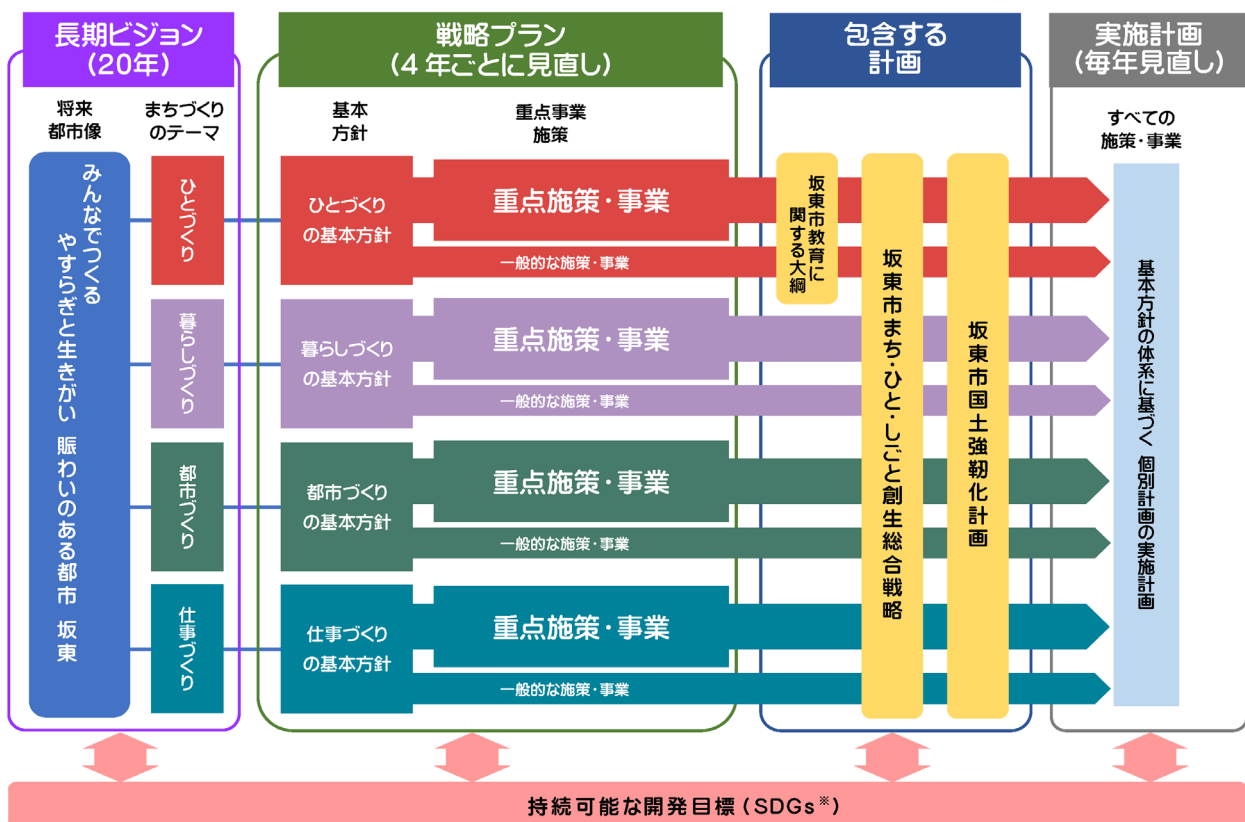 長期ビジョン
(20年)
戦略プラン
(4年ごとに見直し)
包含する
計画
実施計画
(毎年見直し)
将来
都市像
まちづくり
のテーマ
基本
方針
重点事業
施策
すべての
施策・事業
みんなでつくる
やすらぎと生きがい 賑わいのある都市 坂東
ひとづくり
暮らしづくり
都市づくり
仕事づくり
ひとづくり
の基本方針
重点施策・事業
一般的な施策・事業
暮らしづくり
の基本方針
重点施策・事業
一般的な施策・事業
都市づくり
の基本方針
重点施策・事業
一般的な施策・事業
仕事づくり
の基本方針
重点施策・事業
一般的な施策・事業
坂東市教育に
関する大綱
坂東市まち・ひと・しごと創生総合戦略
坂東市国土強靭化計画
基本方針の体系に基づく 個別計画の実施計画
持続可能な開発目標(SDGs※)